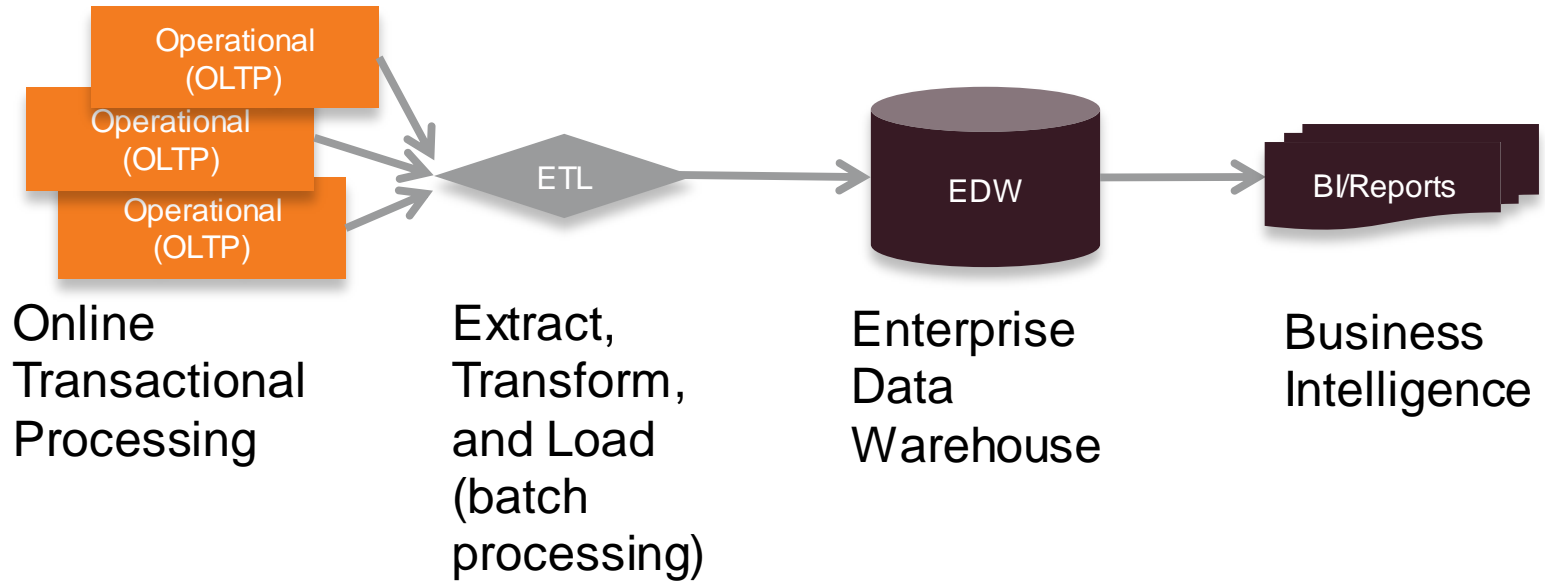 Operational
(OLTP)
Operational
(OLTP)
Operational
(OLTP)
ETL
EDW
BI/Reports
Online
Transactional
Processing
Extract,
Transform,
and Load
(batch
processing)
Enterprise
Data
Warehouse
Business
Intelligence